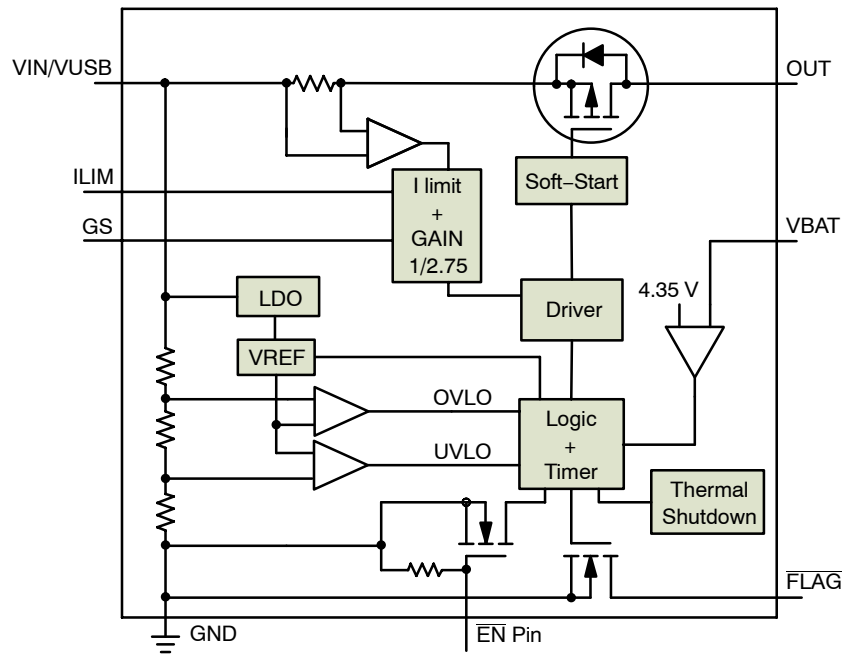 VIN/VUSB
OUT
ILIM
I limit
+
GAIN
1/2.75
Soft−Start
GS
VBAT
LDO
Driver
4.35 V
VREF
OVLO
Logic
+
Timer
UVLO
Thermal
Shutdown
FLAG
GND
EN Pin